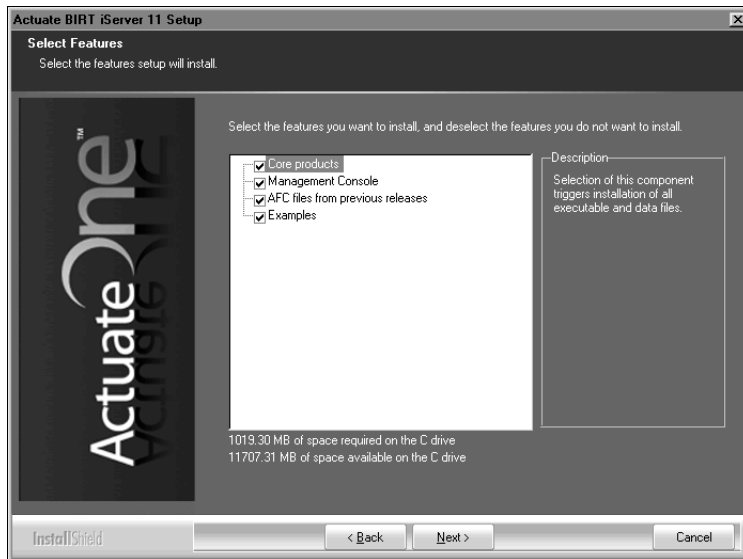 Actuate BIRT iServer 11 Setup
Select Features
Select the features setup will install.
ActuateOne™
Select the features you want to install, and deselect the features you do not want to install.
Core products
Management Console
AFC files from previous releases
Examples
Description
Selection of this component
triggers installation of all
executable and data files.
1019.30 MB of space required on the C drive
11707.31 MB of space available on the C drive
InstallShield
< Back
Next >
Cancel